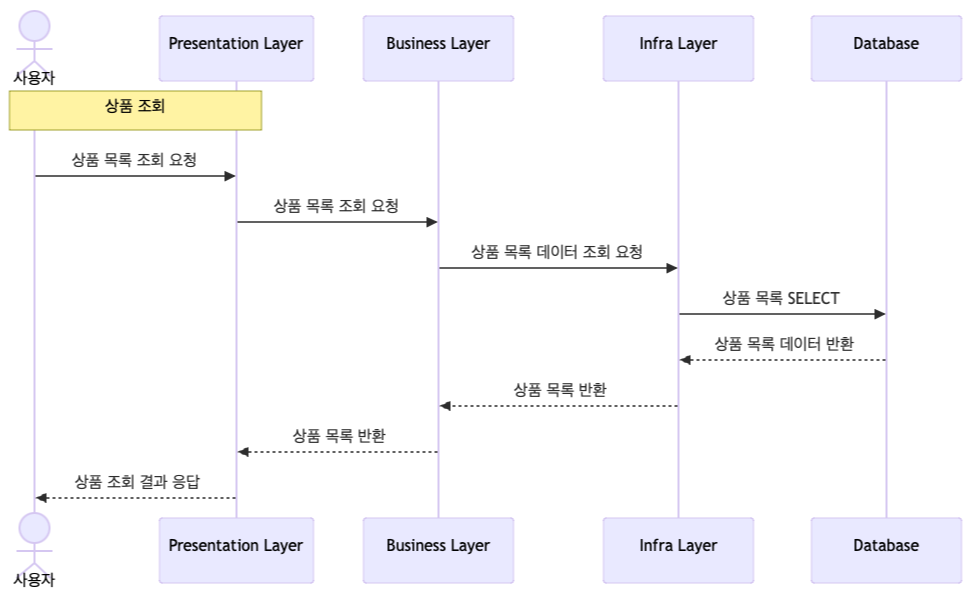 사용자
Presentation Layer
Business Layer
Infra Layer
Database
상품 조회
상품 목록 조회 요청
상품 목록 조회 요청
상품 목록 데이터 조회 요청
상품 목록 SELECT
상품 목록 데이터 반환
상품 목록 반환
상품 목록 반환
상품 조회 결과 응답
사용자
Presentation Layer
Business Layer
Infra Layer
Database